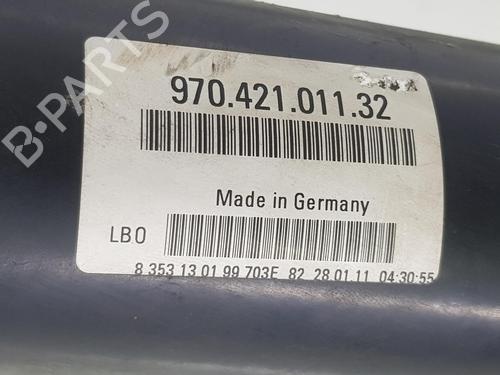 B-PARTS
970.421.011.32
Made in Germany
LBO
8 353 13 01 99 703F 82 28.01.11 04:30:55